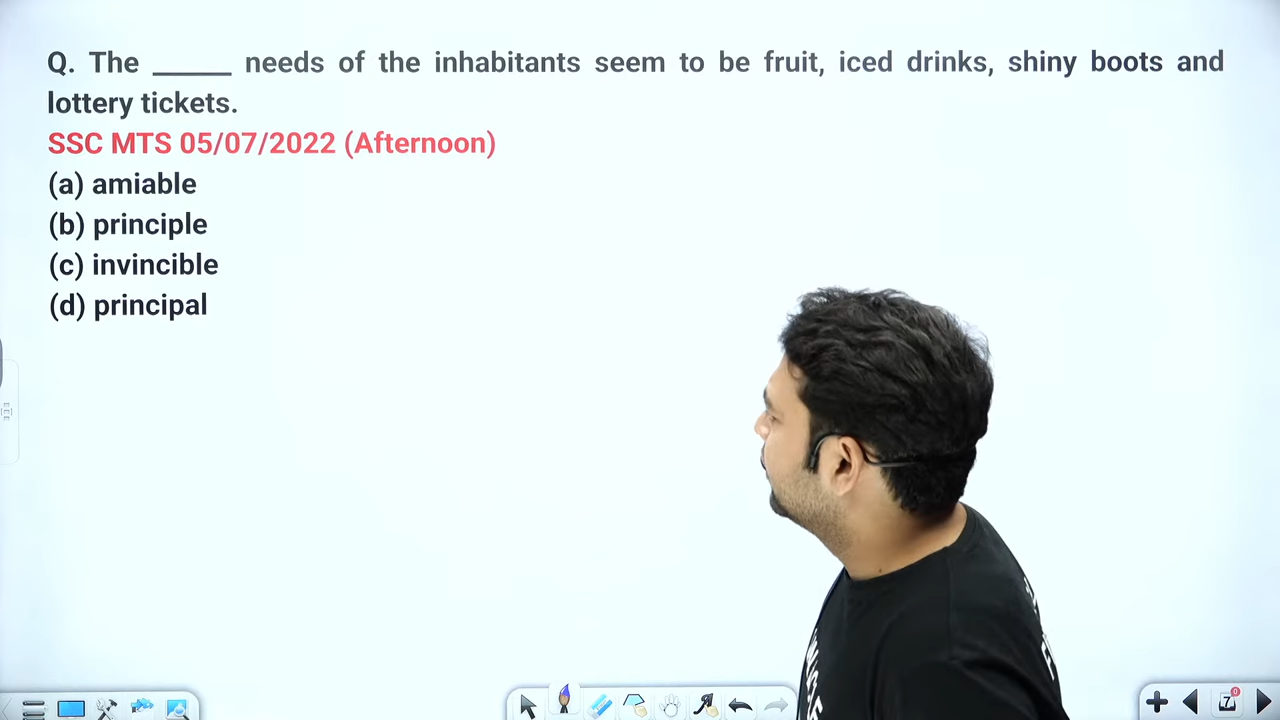 Q. The _____ needs of the inhabitants seem to be fruit, iced drinks, shiny boots and
lottery tickets.
SSC MTS 05/07/2022 (Afternoon)
(a) amiable
(b) principle
(c) invincible
(d) principal